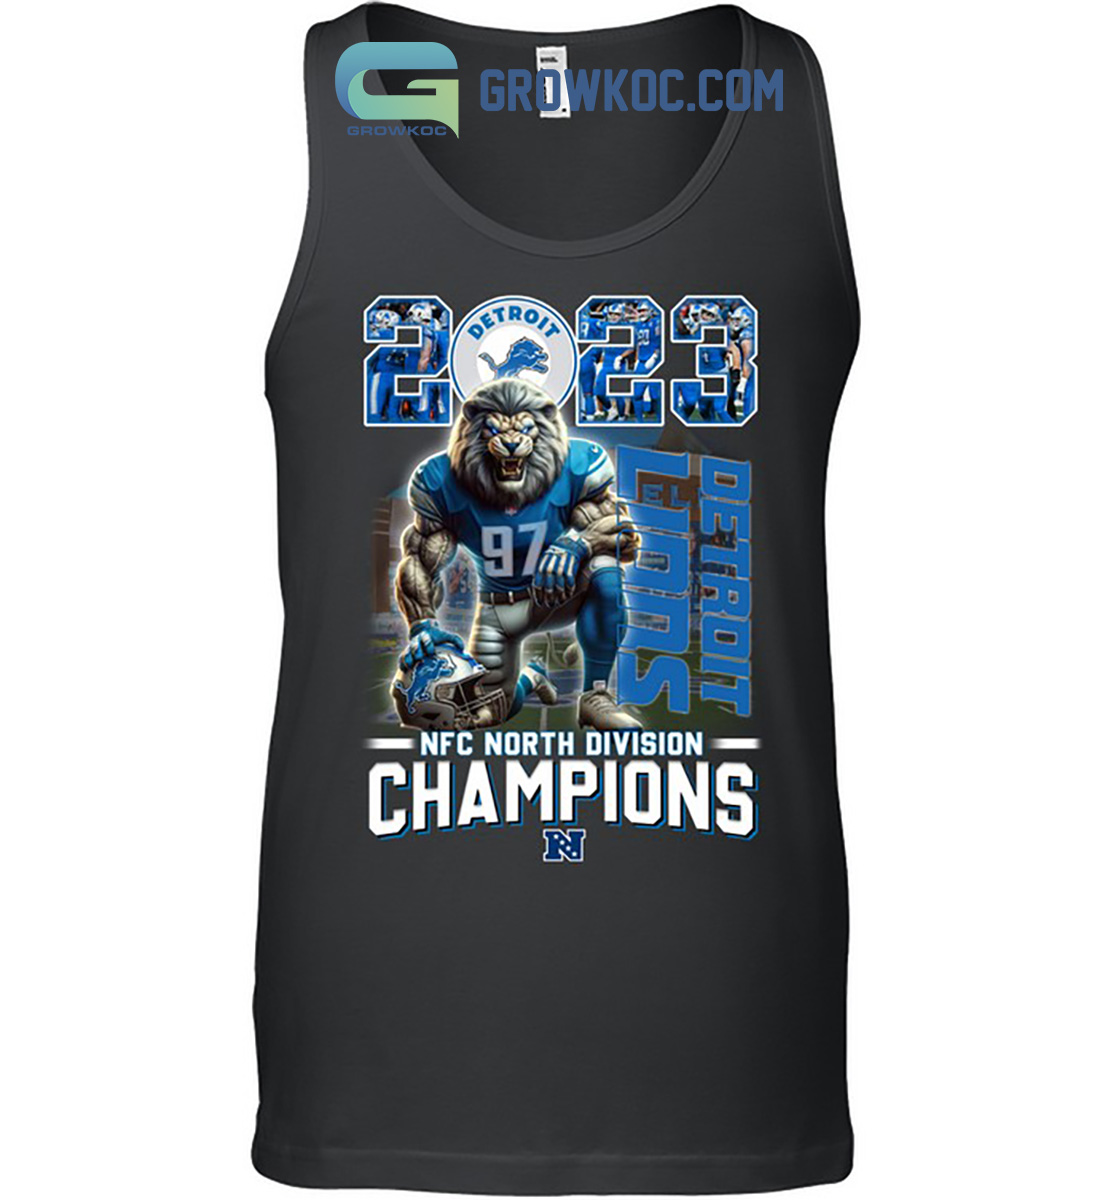 GROWKOC
GROWKOC.COM
2023
DETROIT
97
DETROIT
LIONS
NFC NORTH DIVISION
CHAMPIONS
N